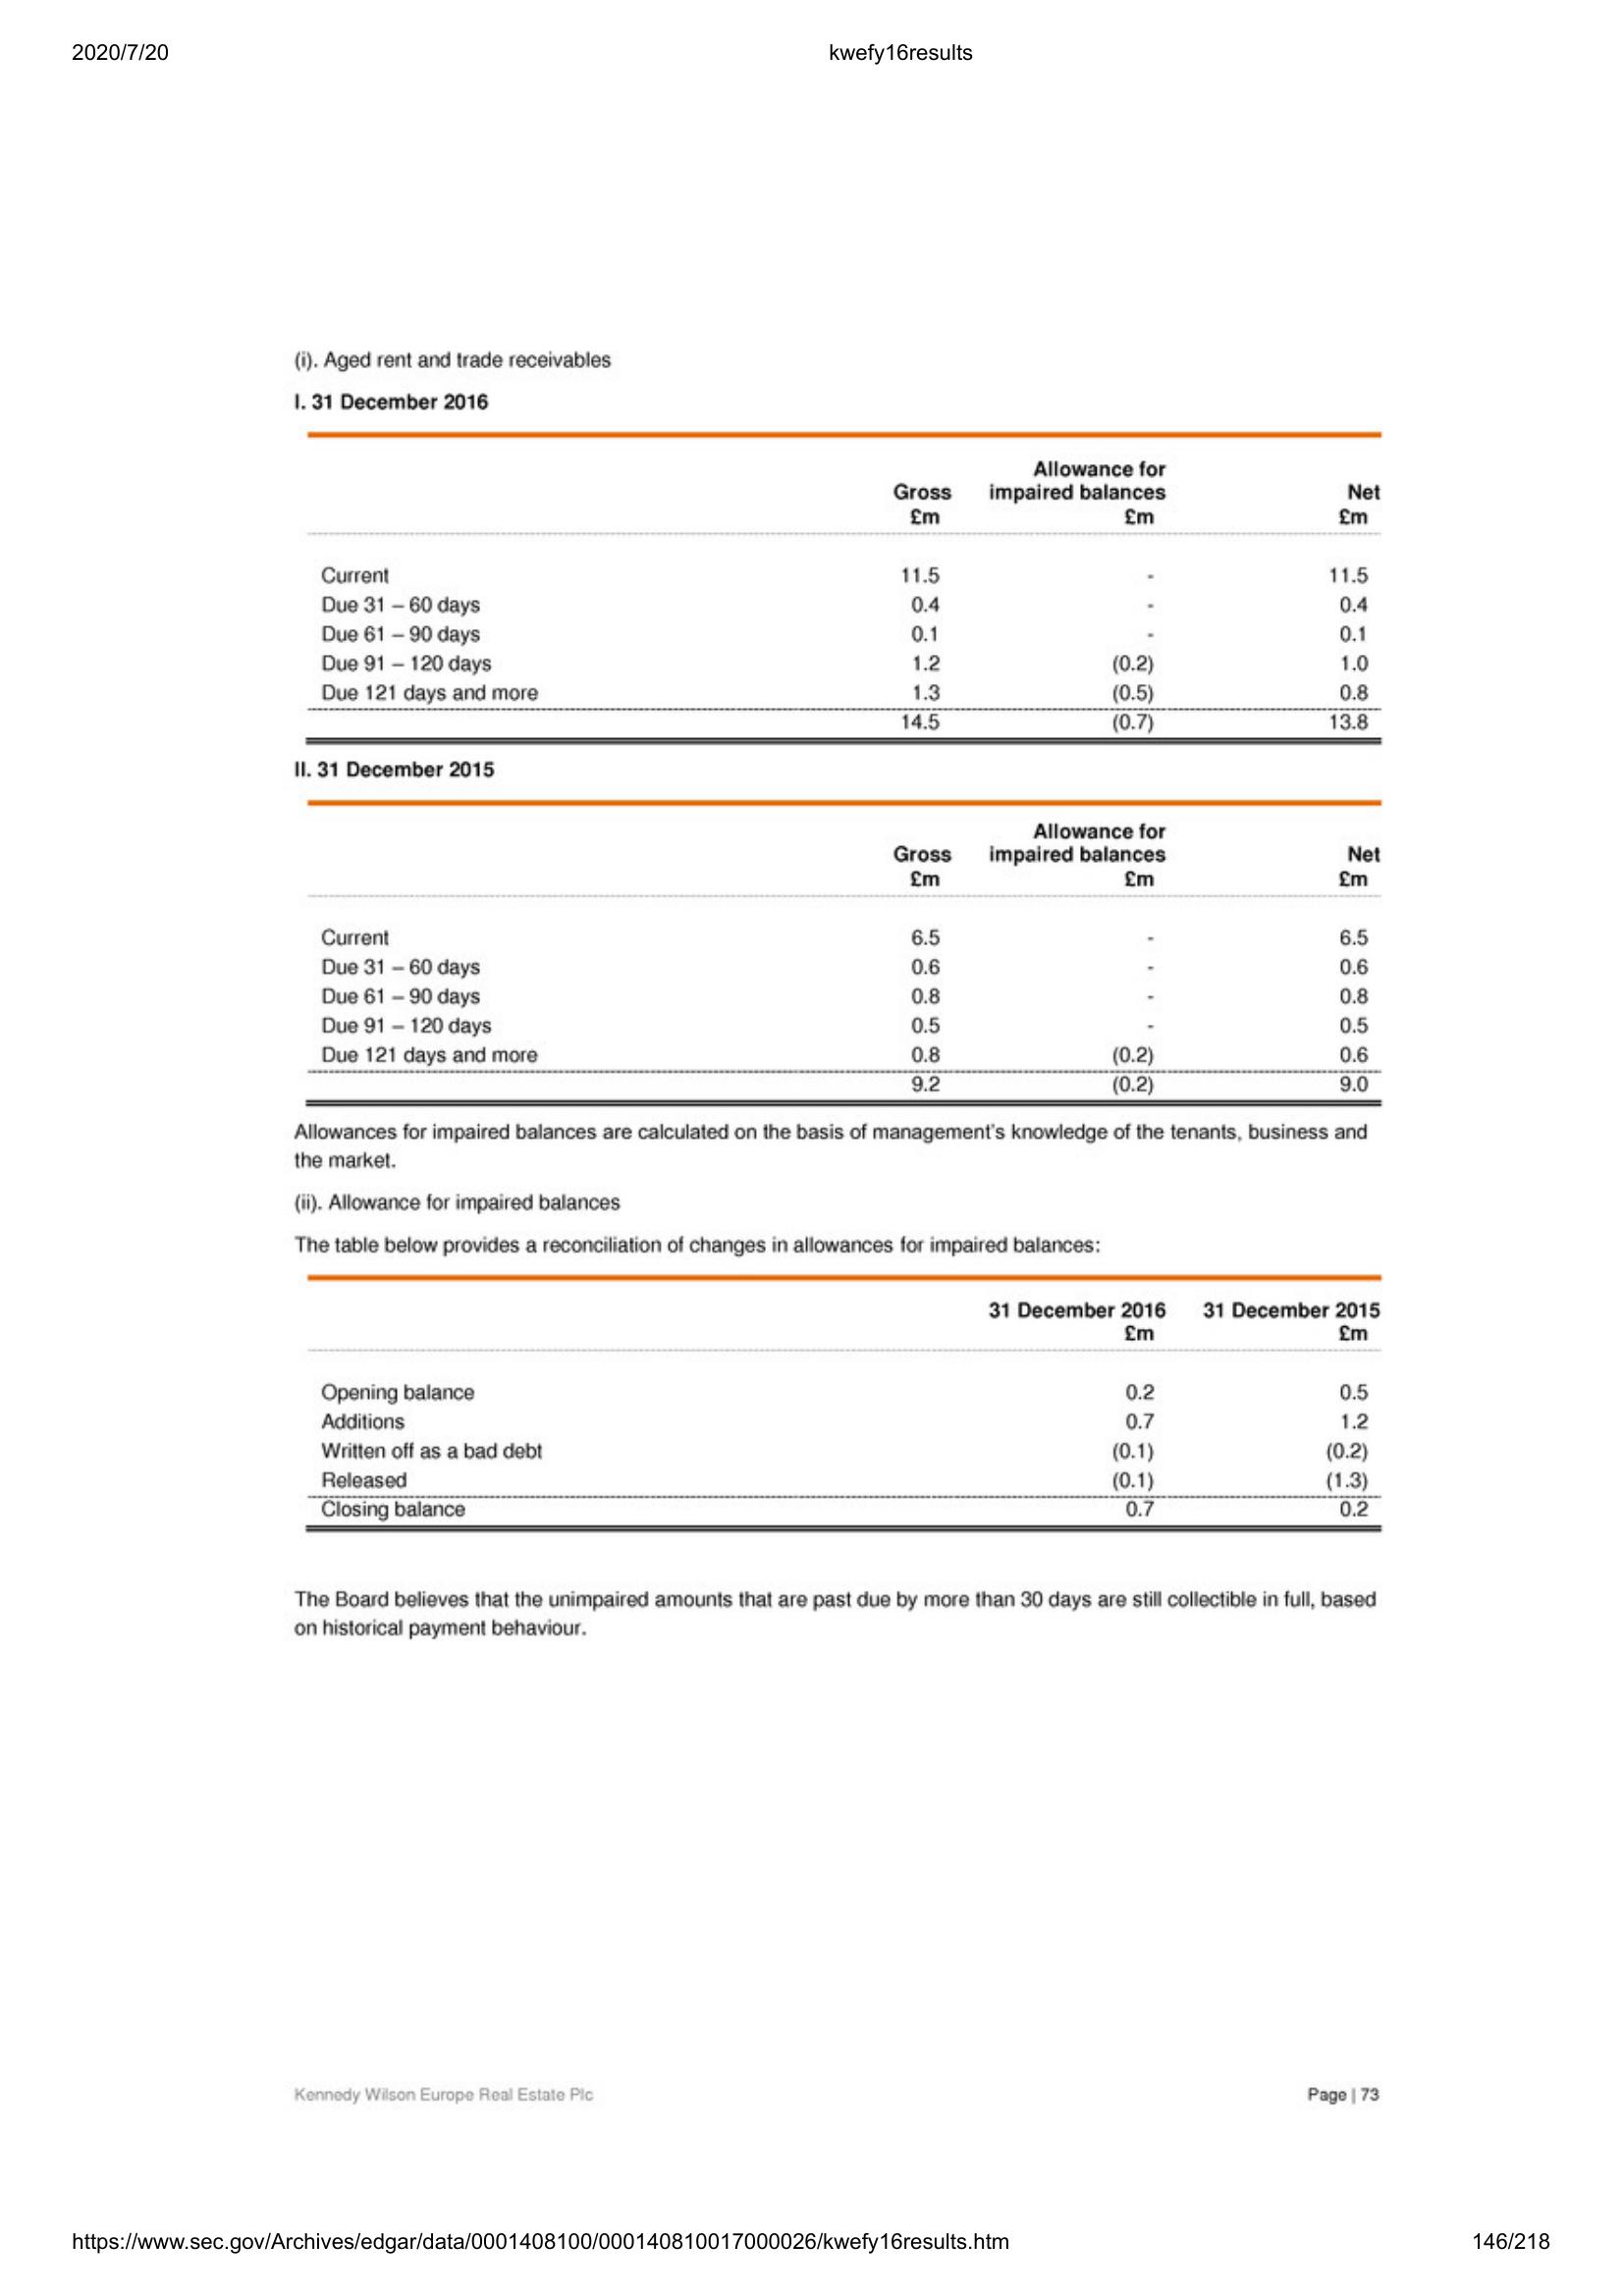 2020/7/20 kwefy16results
(i). Aged rent and trade receivables
I. 31 December 2016
Allowance for
Gross impaired balances Net
£m £m £m
Current 11.5 - 11.5
Due 31 – 60 days 0.4 - 0.4
Due 61 – 90 days 0.1 - 0.1
Due 91 – 120 days 1.2 (0.2) 1.0
Due 121 days and more 1.3 (0.5) 0.8
14.5 (0.7) 13.8
II. 31 December 2015
Allowance for
Gross impaired balances Net
£m £m £m
Current 6.5 - 6.5
Due 31 – 60 days 0.6 - 0.6
Due 61 – 90 days 0.8 - 0.8
Due 91 – 120 days 0.5 - 0.5
Due 121 days and more 0.8 (0.2) 0.6
9.2 (0.2) 9.0
Allowances for impaired balances are calculated on the basis of management's knowledge of the tenants, business and
the market.
(ii). Allowance for impaired balances
The table below provides a reconciliation of changes in allowances for impaired balances:
31 December 2016 31 December 2015
£m £m
Opening balance 0.2 0.5
Additions 0.7 1.2
Written off as a bad debt (0.1) (0.2)
Released (0.1) (1.3)
Closing balance 0.7 0.2
The Board believes that the unimpaired amounts that are past due by more than 30 days are still collectible in full, based
on historical payment behaviour.
Kennedy Wilson Europe Real Estate Plc Page | 73
https://www.sec.gov/Archives/edgar/data/0001408100/000140810017000026/kwefy16results.htm 146/218